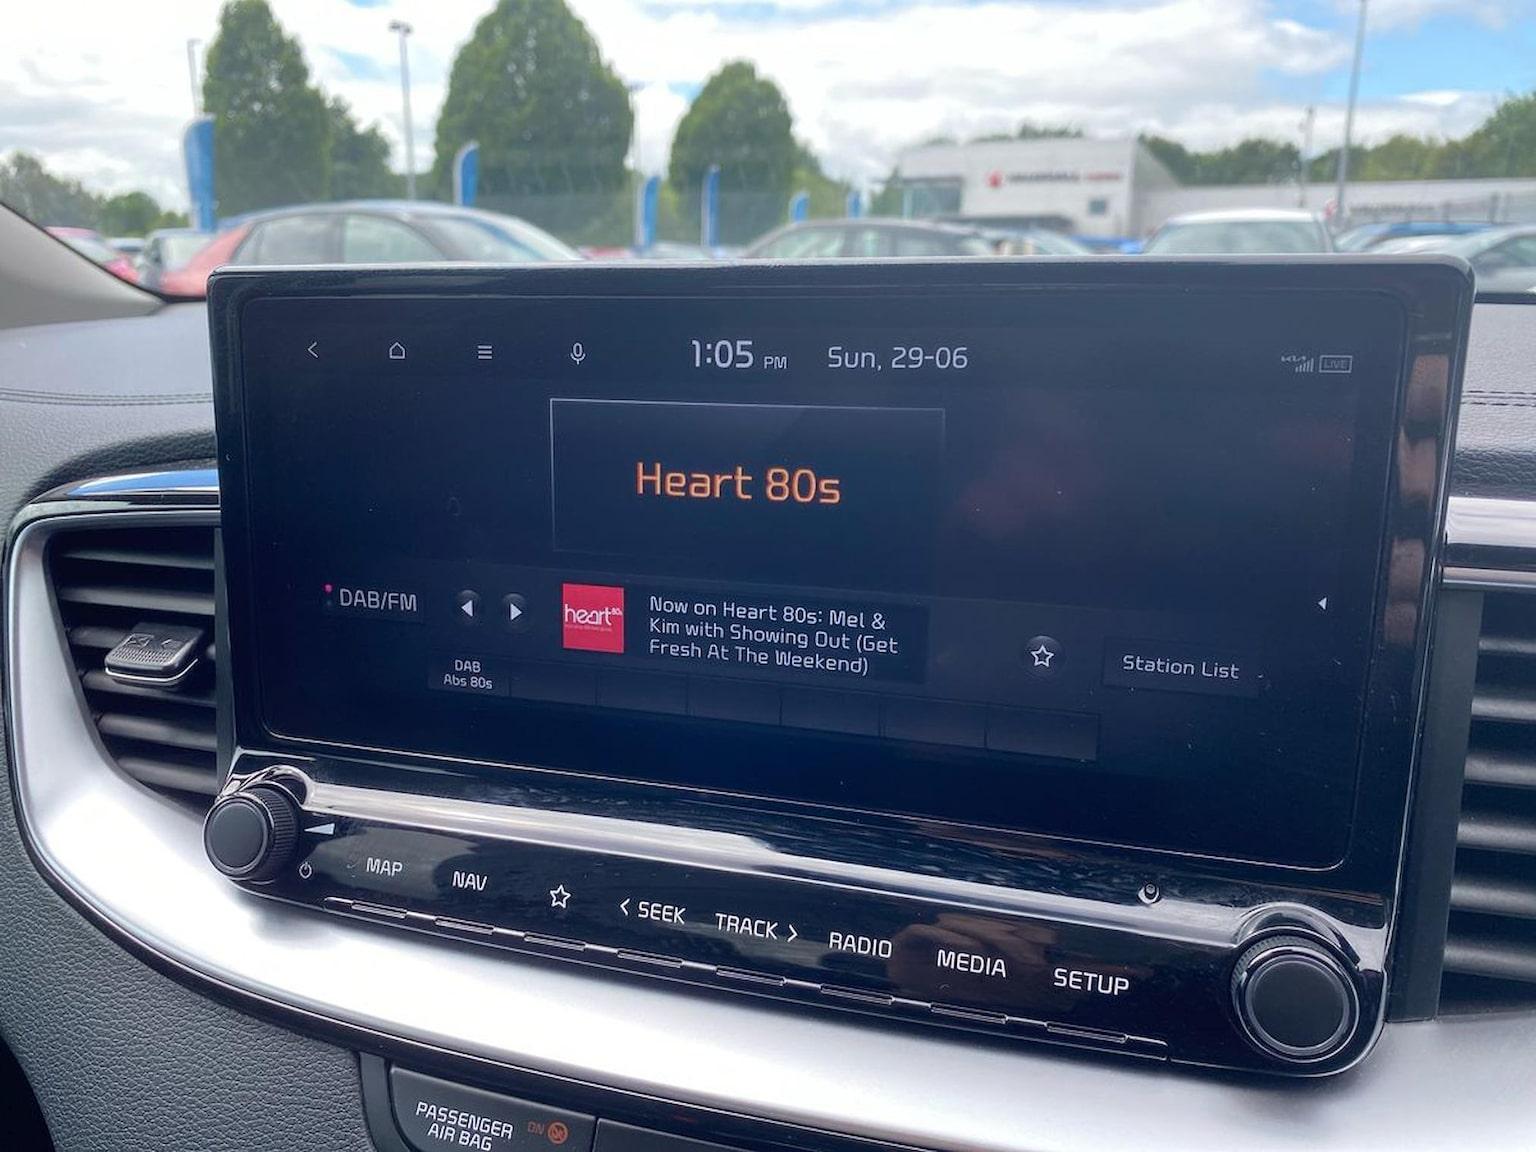 1:05 PM Sun, 29-06
LIVE
Heart 80s
DAB/FM
heart 80s
Now on Heart 80s: Mel &
Kim with Showing Out (Get
Fresh At The Weekend)
Station List
DAB
Abs 80s
MAP
NAV
< SEEK
TRACK >
RADIO
MEDIA
SETUP
PASSENGER
AIR BAG
ON